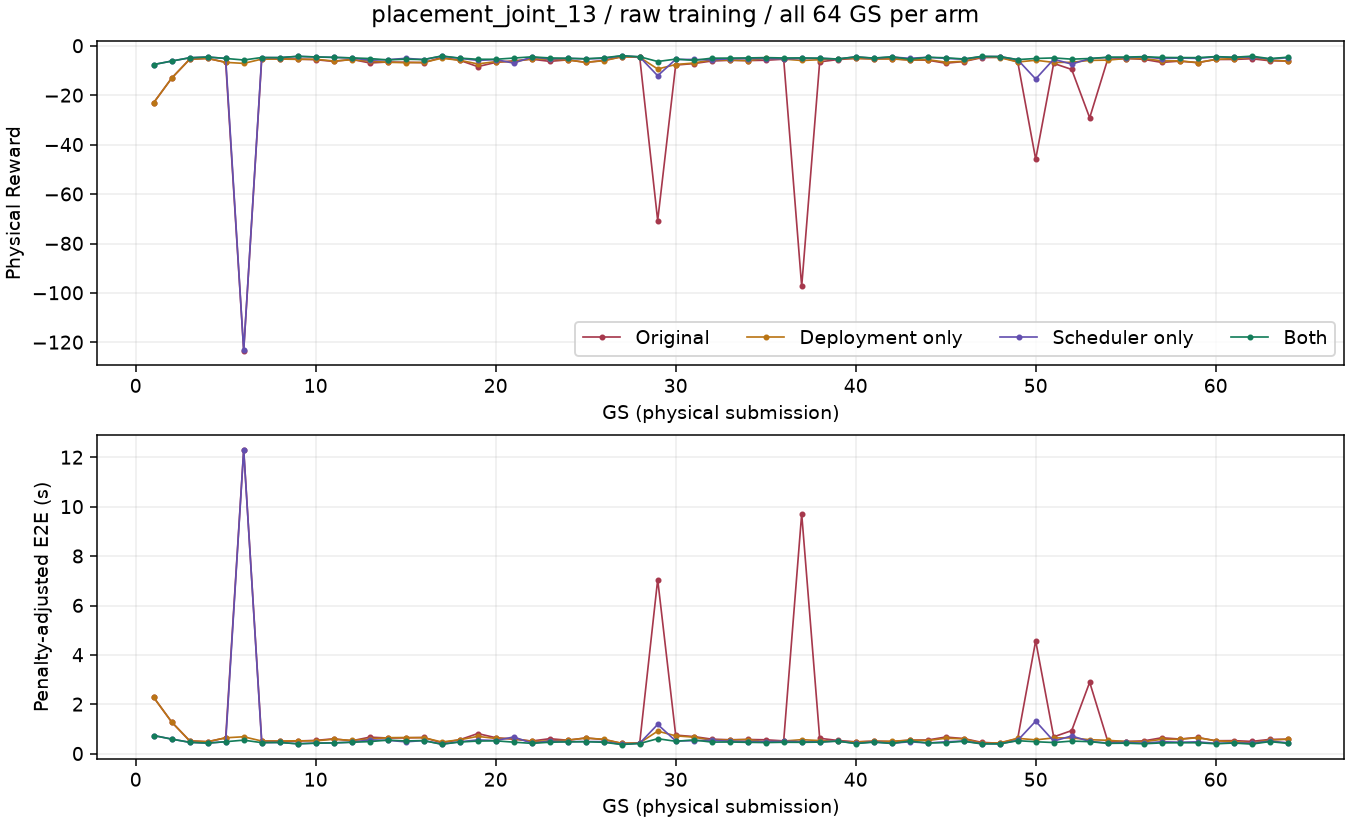 placement_joint_13 / raw training / all 64 GS per arm
Physical Reward
0
−20
−40
−60
−80
−100
−120
Original
Deployment only
Scheduler only
Both
0 10 20 30 40 50 60
GS (physical submission)
Penalty-adjusted E2E (s)
12
10
8
6
4
2
0
0 10 20 30 40 50 60
GS (physical submission)